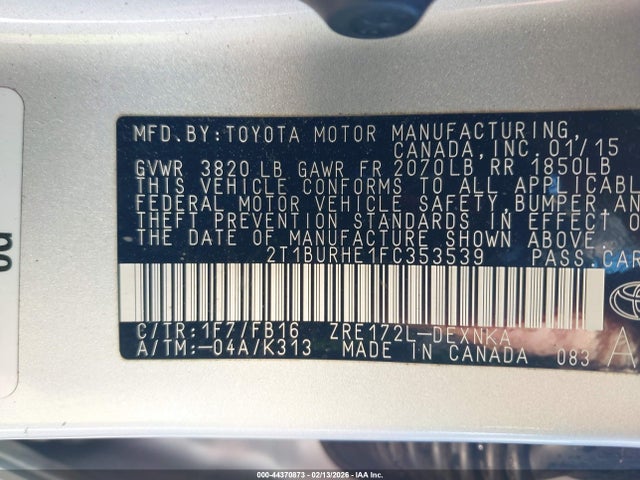 MFD. BY: TOYOTA MOTOR MANUFACTURING,
CANADA, INC. 01/15
GVWR 3820 LB GAWR FR 2070LB RR 1850LB
THIS VEHICLE CONFORMS TO ALL APPLICABL
FEDERAL MOTOR VEHICLE SAFETY, BUMPER AN
THEFT PREVENTION STANDARDS IN EFFECT O
THE DATE OF MANUFACTURE SHOWN ABOVE.
2T1BURHE1FC353539 PASS.CAR
C/TR: 1F7/FB16 ZRE172L-DEXNKA
A/TM: -04A/K313 MADE IN CANADA 083
A
000-44370873 - 02/13/2026 - IAA Inc.